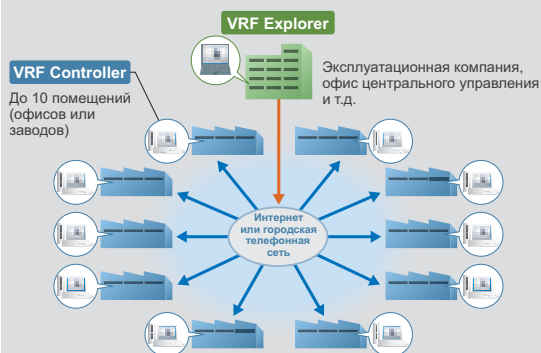 VRF Explorer
VRF Controller
До 10 помещений
(офисов или
заводов)
Эксплуатационная компания,
офис центрального управления
и т.д.
Интернет
или городская
телефонная
сеть